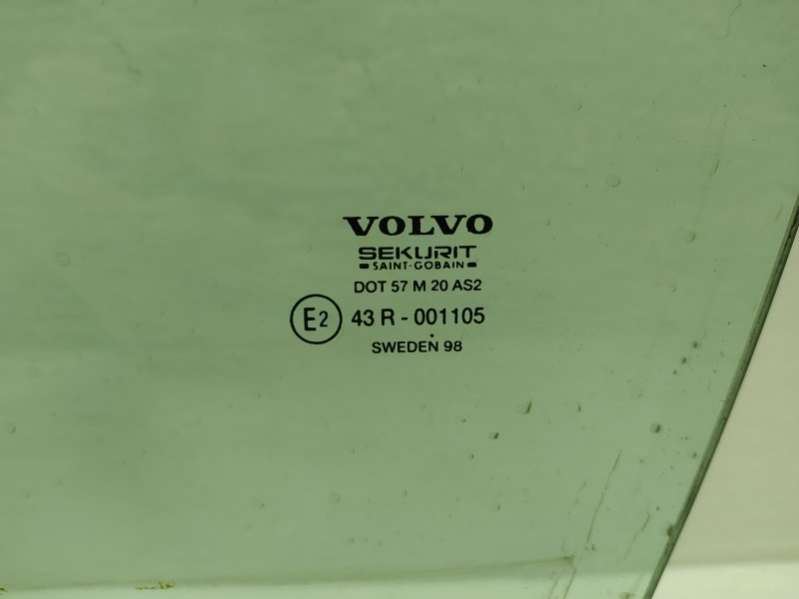 VOLVO
SEKURIT
SAINT-GOBAIN
DOT 57 M 20 AS2
E2 43 R - 001105
SWEDEN 98